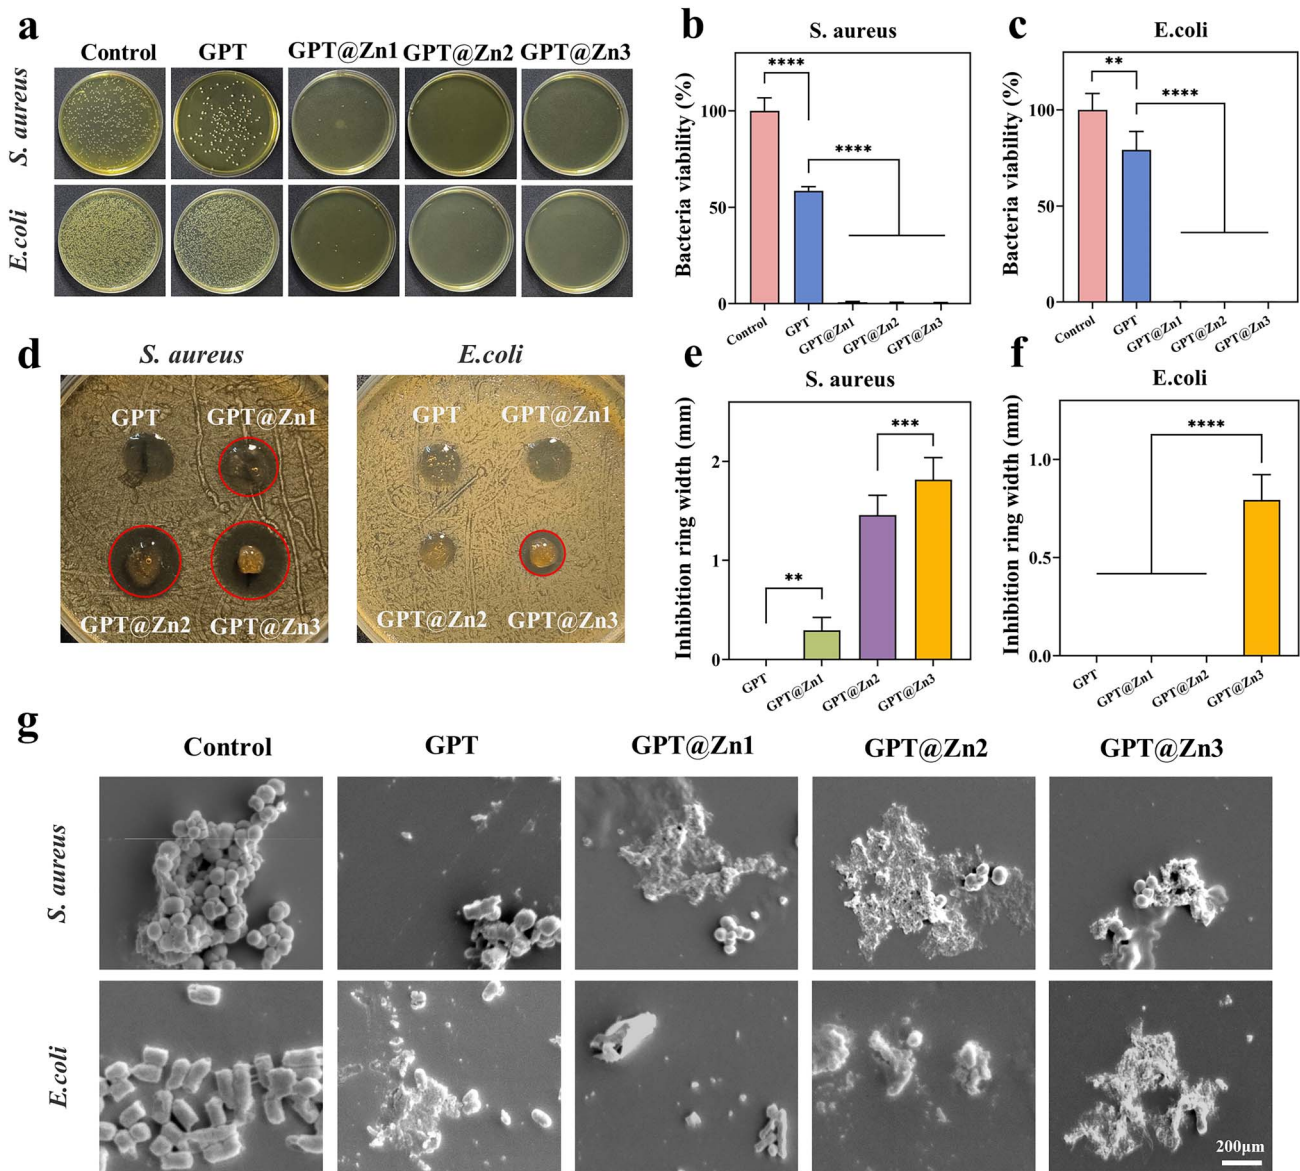 a
Control GPT GPT@Zn1 GPT@Zn2 GPT@Zn3
S. aureus
E.coli
b
S. aureus
Bacteria viability (%)
100
50
0
****
****
Control GPT GPT@Zn1 GPT@Zn2 GPT@Zn3
c
E.coli
Bacteria viability (%)
100
50
0
**
****
Control GPT GPT@Zn1 GPT@Zn2 GPT@Zn3
d
S. aureus
GPT GPT@Zn1
GPT@Zn2 GPT@Zn3
E.coli
GPT GPT@Zn1
GPT@Zn2 GPT@Zn3
e
S. aureus
Inhibition ring width (mm)
2
1
0
**
***
GPT GPT@Zn1 GPT@Zn2 GPT@Zn3
f
E.coli
Inhibition ring width (mm)
1.0
0.5
0.0
****
GPT GPT@Zn1 GPT@Zn2 GPT@Zn3
g
Control GPT GPT@Zn1 GPT@Zn2 GPT@Zn3
S. aureus
E.coli
200μm